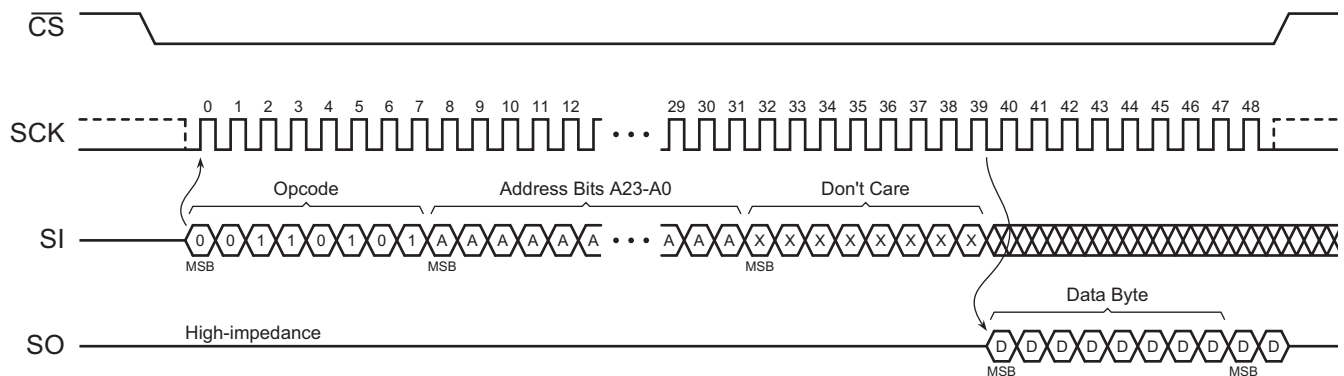 CS
0 1 2 3 4 5 6 7 8 9 10 11 12 29 30 31 32 33 34 35 36 37 38 39 40 41 42 43 44 45 46 47 48
SCK
Opcode Address Bits A23-A0 Don't Care
SI 0 0 1 1 0 1 0 1 A A A A A A A A A X X X X X X X X
MSB MSB MSB
Data Byte
High-impedance
SO D D D D D D D D D D
MSB MSB